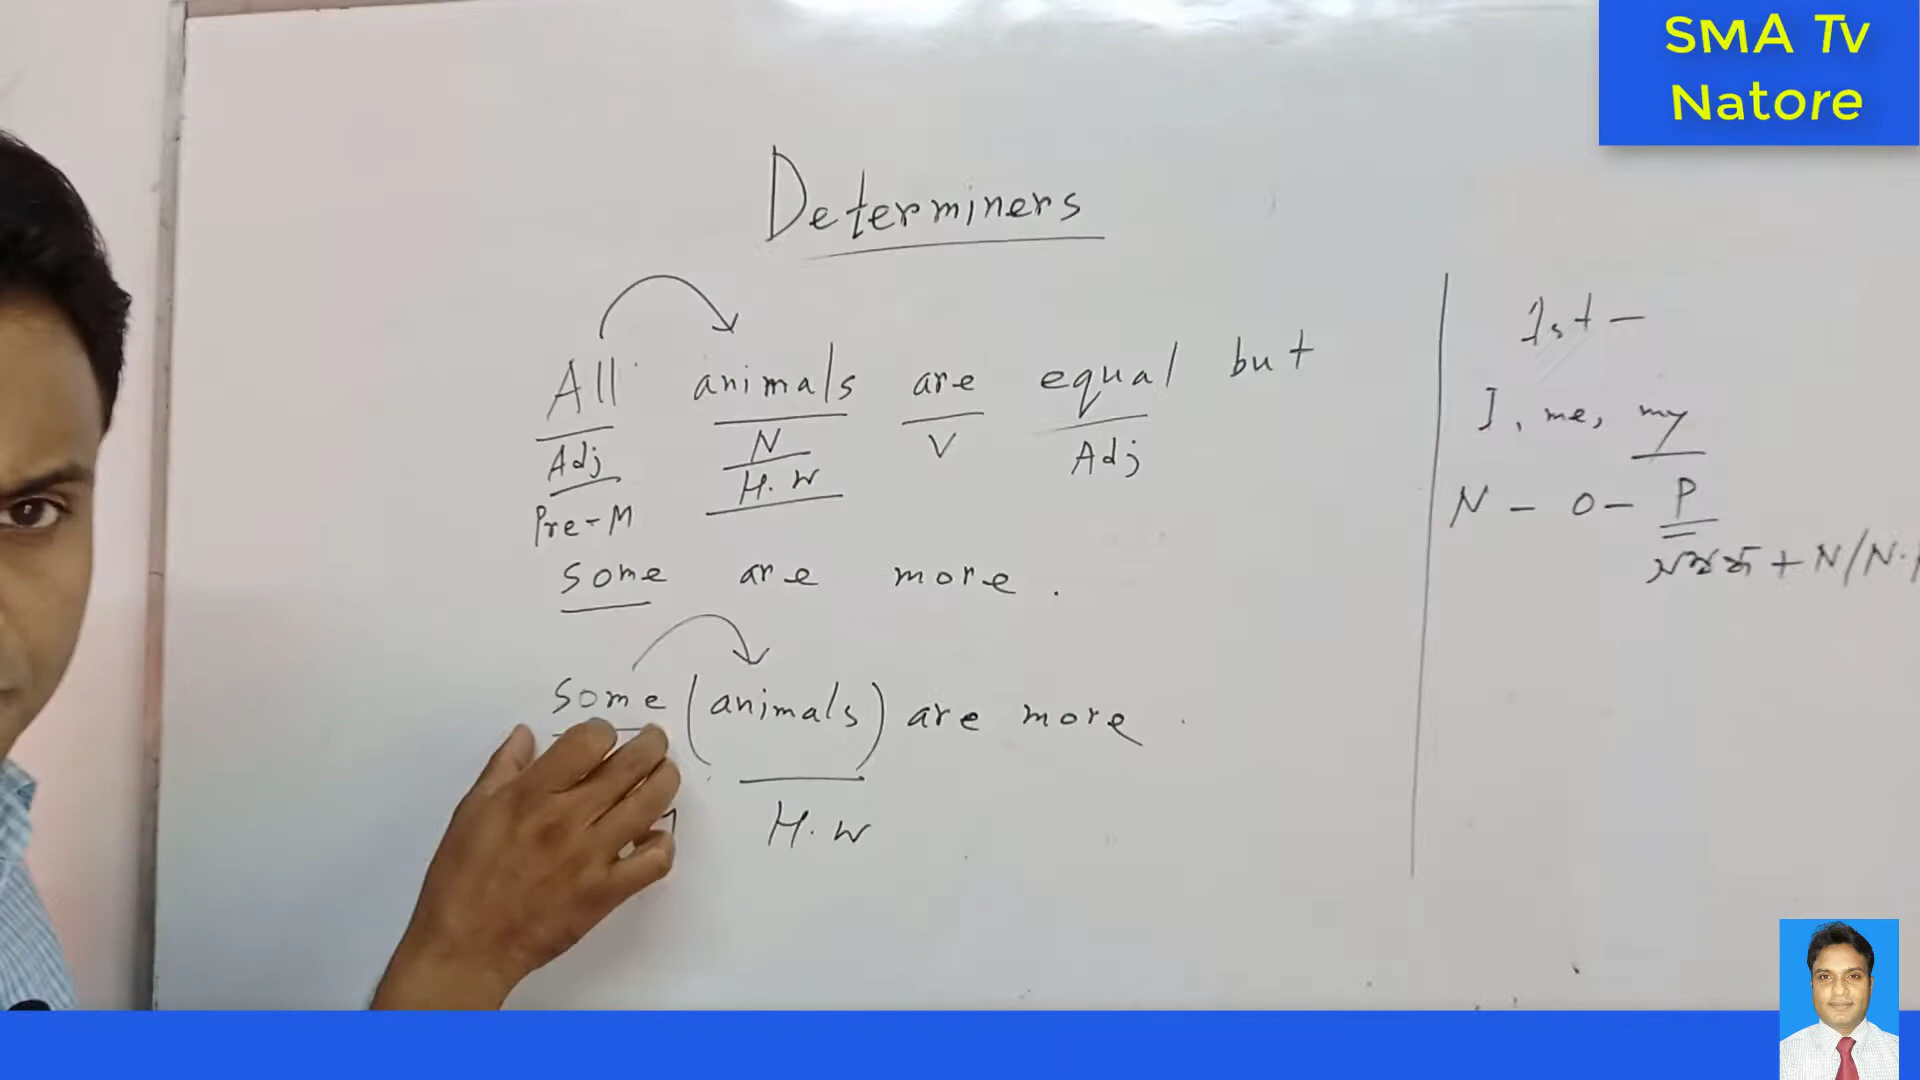 SMA Tv
Natore
Determiners
All animals are equal but
Adj N V Adj
H.W
Pre-M
some are more.
some (animals) are more.
H.W
1st -
I, me, my
N - O - P
সম্বন্ধ + N/N.